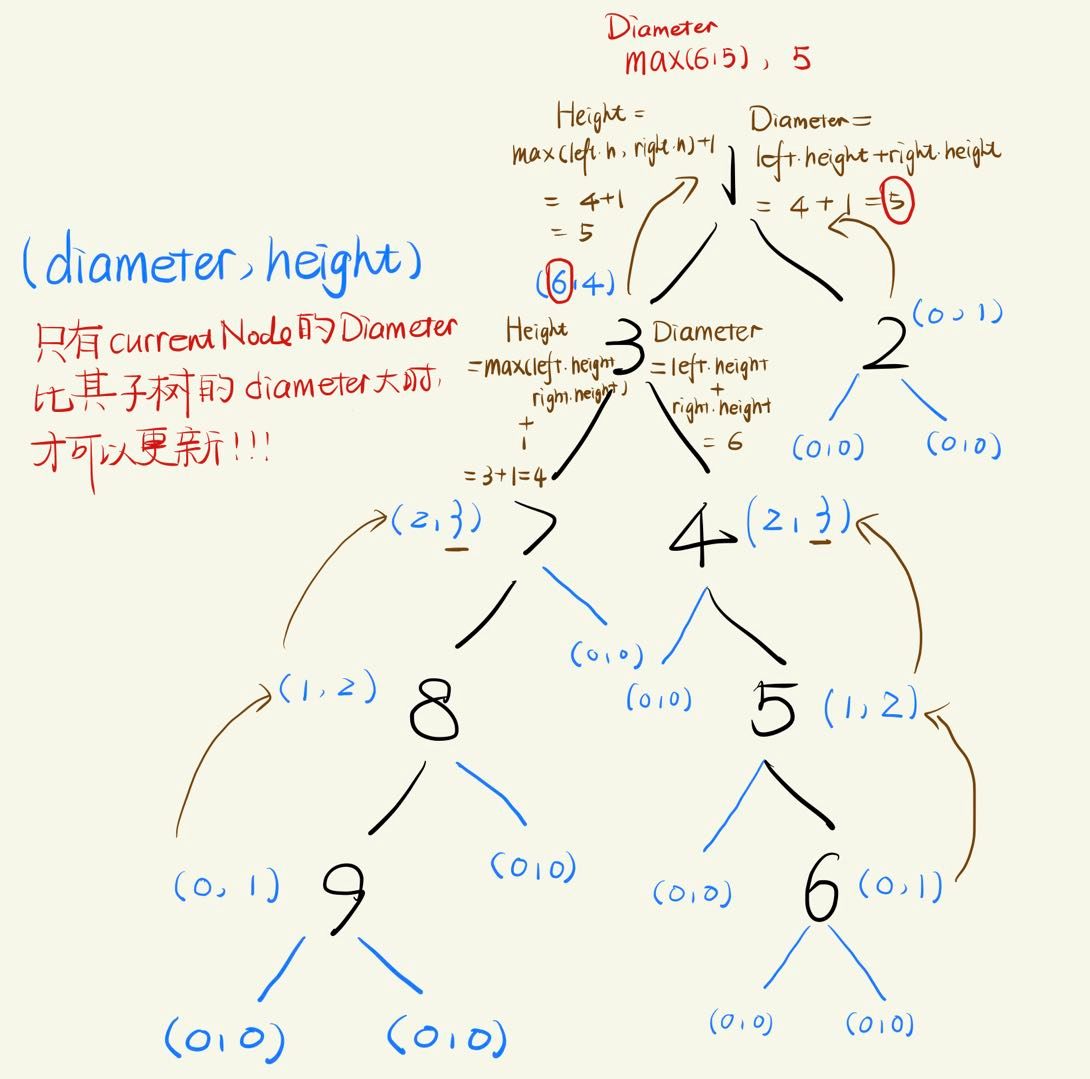 Diameter
max(6,5), 5
Height =
max(left.h, right.h)+1
= 4+1
= 5
Diameter=
left.height+right.height
= 4+1=5
1
(diameter, height)
只有currentNode的Diameter
比其子树的diameter大时,
才可以更新!!!
(6,4)
3
Height
=max(left.height,
right.height)
+
1
=3+1=4
Diameter
=left.height
+
right.height
= 6
2
(0,1)
(0,0)
(0,0)
(2,3)
7
4
(2,3)
(0,0)
(0,0)
(1,2)
8
5
(1,2)
(0,1)
9
(0,0)
(0,0)
6
(0,1)
(0,0)
(0,0)
(0,0)
(0,0)